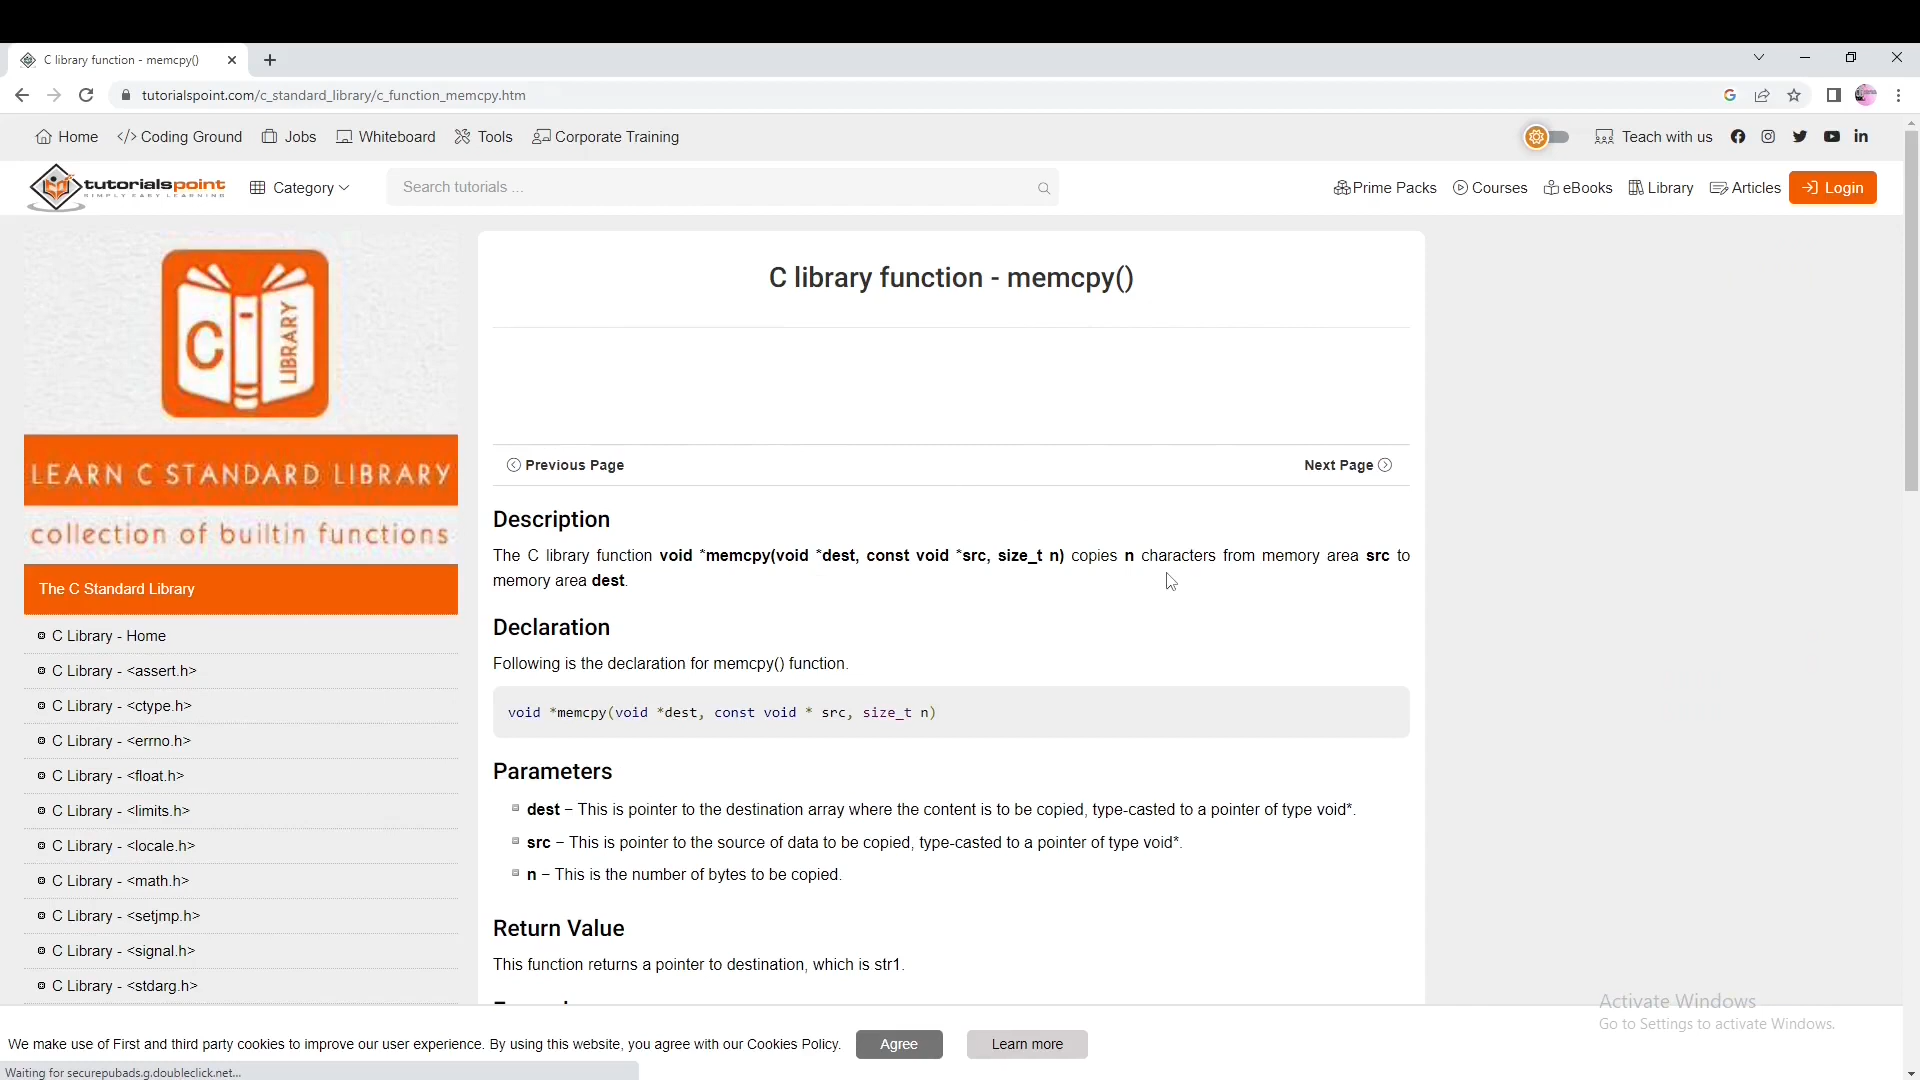 C library function - memcpy()
tutorialspoint.com/c_standard_library/c_function_memcpy.htm
Home </> Coding Ground Jobs Whiteboard Tools Corporate Training Teach with us
tutorialspoint
SIMPLY EASY LEARNING
Category
Search tutorials ...
Prime Packs Courses eBooks Library Articles Login
C LIBRARY
LEARN C STANDARD LIBRARY
collection of builtin functions
The C Standard Library
C Library - Home
C Library - <assert.h>
C Library - <ctype.h>
C Library - <errno.h>
C Library - <float.h>
C Library - <limits.h>
C Library - <locale.h>
C Library - <math.h>
C Library - <setjmp.h>
C Library - <signal.h>
C Library - <stdarg.h>
C library function - memcpy()
Previous Page Next Page
Description
The C library function void *memcpy(void *dest, const void *src, size_t n) copies n characters from memory area src to
memory area dest.
Declaration
Following is the declaration for memcpy() function.
void *memcpy(void *dest, const void * src, size_t n)
Parameters
dest − This is pointer to the destination array where the content is to be copied, type-casted to a pointer of type void*.
src − This is pointer to the source of data to be copied, type-casted to a pointer of type void*.
n − This is the number of bytes to be copied.
Return Value
This function returns a pointer to destination, which is str1.
Activate Windows
Go to Settings to activate Windows.
We make use of First and third party cookies to improve our user experience. By using this website, you agree with our Cookies Policy. Agree Learn more
Waiting for securepubads.g.doubleclick.net...